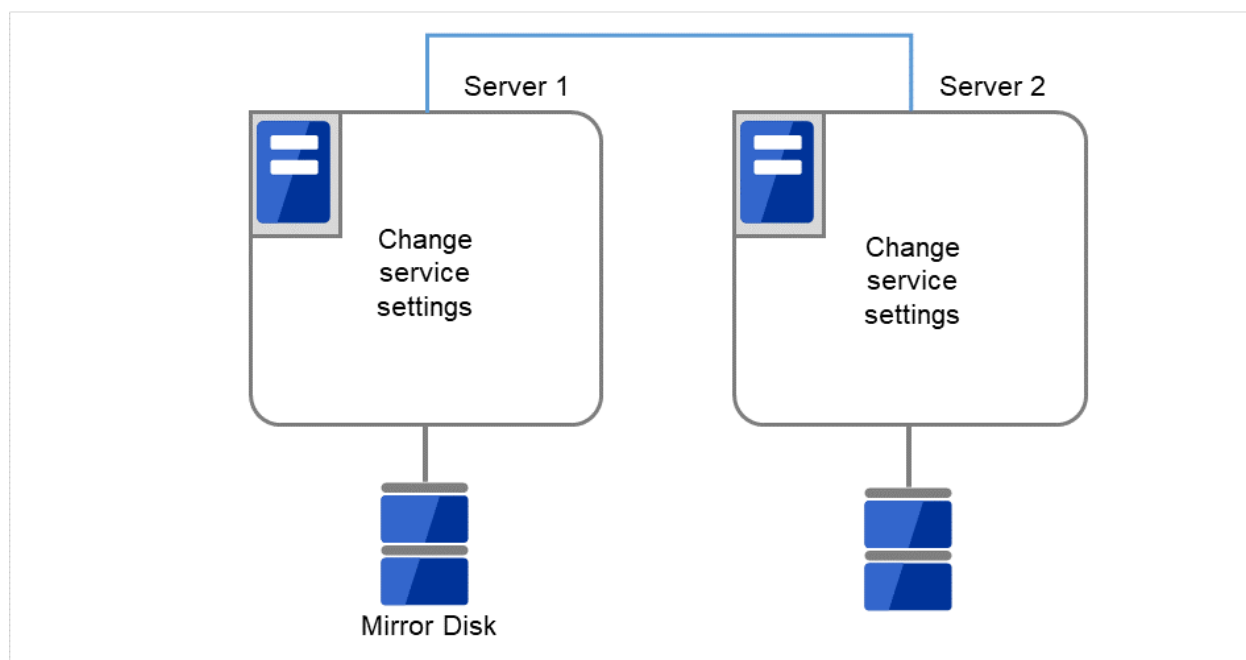 Server 1
Server 2
Change
service
settings
Change
service
settings
Mirror Disk